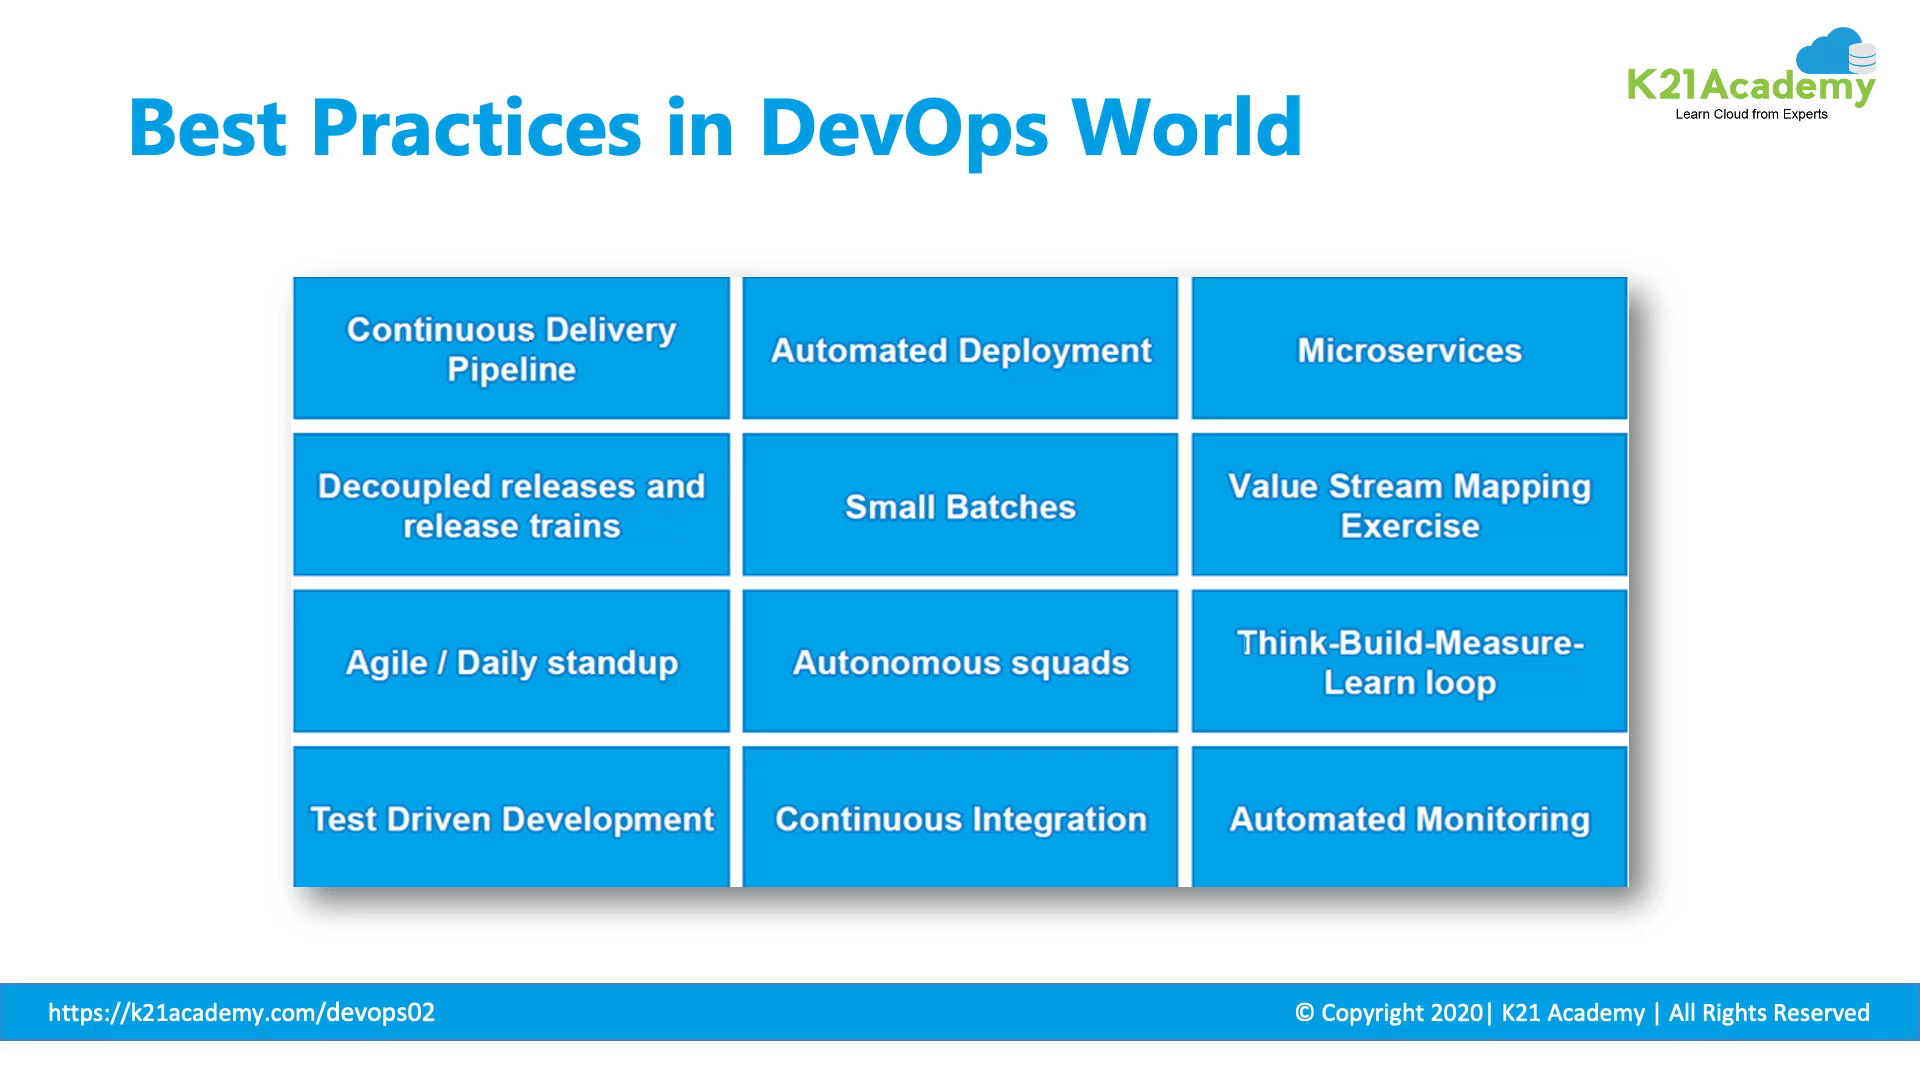 K21Academy
Learn Cloud from Experts
Best Practices in DevOps World
Continuous Delivery
Pipeline
Automated Deployment
Microservices
Decoupled releases and
release trains
Small Batches
Value Stream Mapping
Exercise
Agile / Daily standup
Autonomous squads
Think-Build-Measure-
Learn loop
Test Driven Development
Continuous Integration
Automated Monitoring
https://k21academy.com/devops02
© Copyright 2020| K21 Academy | All Rights Reserved